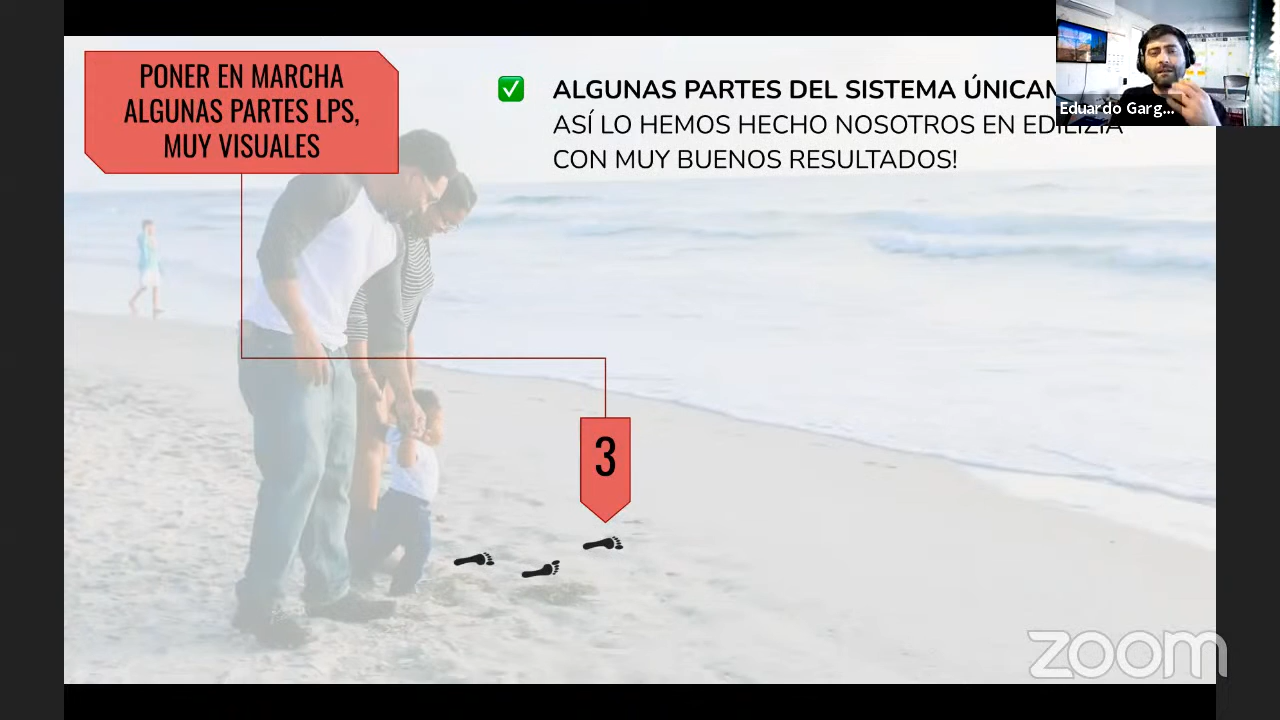 PONER EN MARCHA
ALGUNAS PARTES LPS,
MUY VISUALES
✅ ALGUNAS PARTES DEL SISTEMA
ASÍ LO HEMOS HECHO NOSOTROS EN EDILIZIA
CON MUY BUENOS RESULTADOS!
Eduardo Garg...
3
zoom